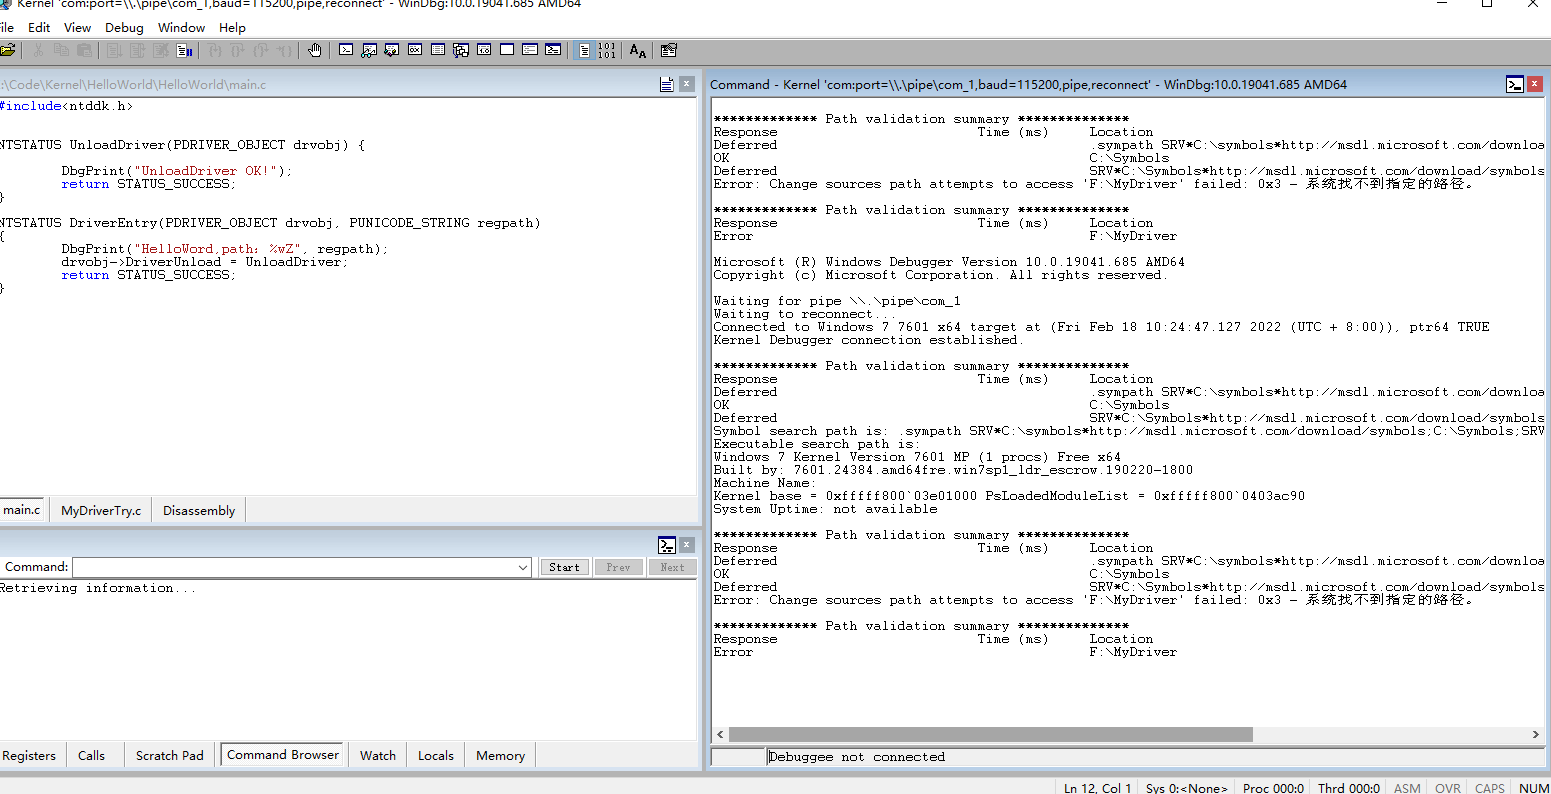 Kernel 'com:port=\\.\pipe\com_1,baud=115200,pipe,reconnect' - WinDbg:10.0.19041.685 AMD64
File Edit View Debug Window Help
:\Code\Kernel\HelloWorld\HelloWorld\main.c
#include<ntddk.h>
NTSTATUS UnloadDriver(PDRIVER_OBJECT drvobj) {
DbgPrint("UnloadDriver OK!");
return STATUS_SUCCESS;
}
NTSTATUS DriverEntry(PDRIVER_OBJECT drvobj, PUNICODE_STRING regpath)
{
DbgPrint("HelloWord,path: %wZ", regpath);
drvobj->DriverUnload = UnloadDriver;
return STATUS_SUCCESS;
}
main.c MyDriverTry.c Disassembly
Command: Start Prev Next
Retrieving information...
Registers Calls Scratch Pad Command Browser Watch Locals Memory
Command - Kernel 'com:port=\\.\pipe\com_1,baud=115200,pipe,reconnect' - WinDbg:10.0.19041.685 AMD64
************* Path validation summary **************
Response Time (ms) Location
Deferred .sympath SRV*C:\symbols*http://msdl.microsoft.com/downloa
OK C:\Symbols
Deferred SRV*C:\Symbols*http://msdl.microsoft.com/download/symbols
Error: Change sources path attempts to access 'F:\MyDriver' failed: 0x3 - 系统找不到指定的路径。
************* Path validation summary **************
Response Time (ms) Location
Error F:\MyDriver
Microsoft (R) Windows Debugger Version 10.0.19041.685 AMD64
Copyright (c) Microsoft Corporation. All rights reserved.
Waiting for pipe \\.\pipe\com_1
Waiting to reconnect...
Connected to Windows 7 7601 x64 target at (Fri Feb 18 10:24:47.127 2022 (UTC + 8:00)), ptr64 TRUE
Kernel Debugger connection established.
************* Path validation summary **************
Response Time (ms) Location
Deferred .sympath SRV*C:\symbols*http://msdl.microsoft.com/downloa
OK C:\Symbols
Deferred SRV*C:\Symbols*http://msdl.microsoft.com/download/symbols
Symbol search path is: .sympath SRV*C:\symbols*http://msdl.microsoft.com/download/symbols;C:\Symbols;SRV
Executable search path is:
Windows 7 Kernel Version 7601 MP (1 procs) Free x64
Built by: 7601.24384.amd64fre.win7sp1_ldr_escrow.190220-1800
Machine Name:
Kernel base = 0xfffff800`03e01000 PsLoadedModuleList = 0xfffff800`0403ac90
System Uptime: not available
************* Path validation summary **************
Response Time (ms) Location
Deferred .sympath SRV*C:\symbols*http://msdl.microsoft.com/downloa
OK C:\Symbols
Deferred SRV*C:\Symbols*http://msdl.microsoft.com/download/symbols
Error: Change sources path attempts to access 'F:\MyDriver' failed: 0x3 - 系统找不到指定的路径。
************* Path validation summary **************
Response Time (ms) Location
Error F:\MyDriver
Debuggee not connected
Ln 12, Col 1 Sys 0:<None> Proc 000:0 Thrd 000:0 ASM OVR CAPS NUM